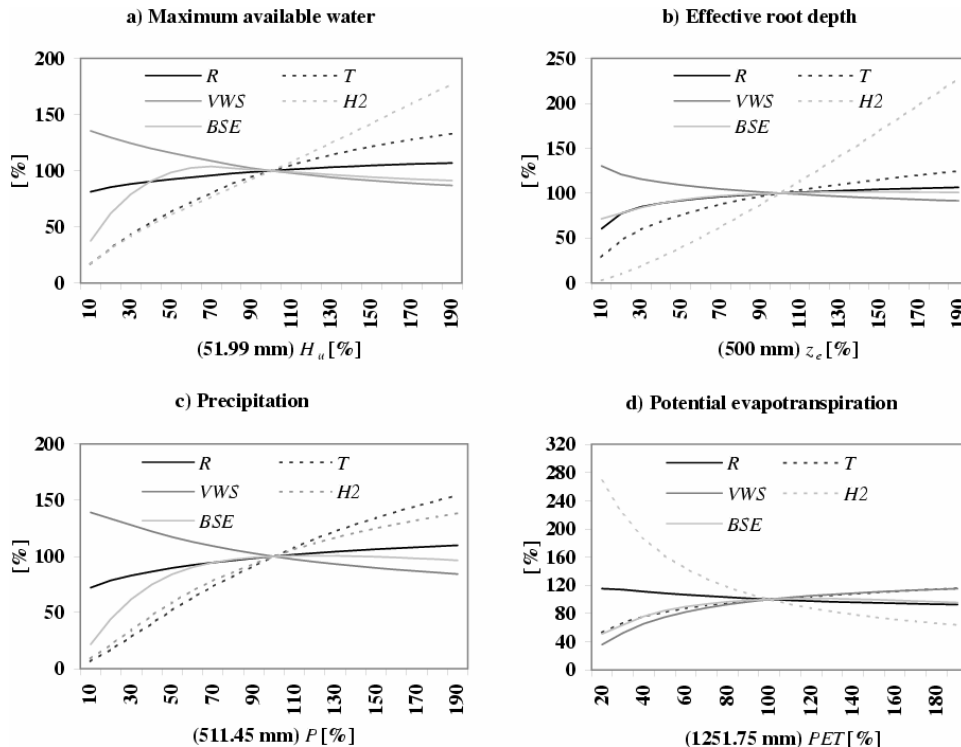 a) Maximum available water
200
150
100
50
0
[%]
R
T
VWS
H2
BSE
10
30
50
70
90
110
130
150
170
190
(51.99 mm) H u [%]
b) Effective root depth
250
200
150
100
50
0
[%]
R
T
VWS
H2
BSE
10
30
50
70
90
110
130
150
170
190
(500 mm) z e [%]
c) Precipitation
200
150
100
50
0
[%]
R
T
VWS
H2
BSE
10
30
50
70
90
110
130
150
170
190
(511.45 mm) P [%]
d) Potential evapotranspiration
320
280
240
200
160
120
80
40
0
[%]
R
T
VWS
H2
BSE
20
40
60
80
100
120
140
160
180
(1251.75 mm) PET [%]